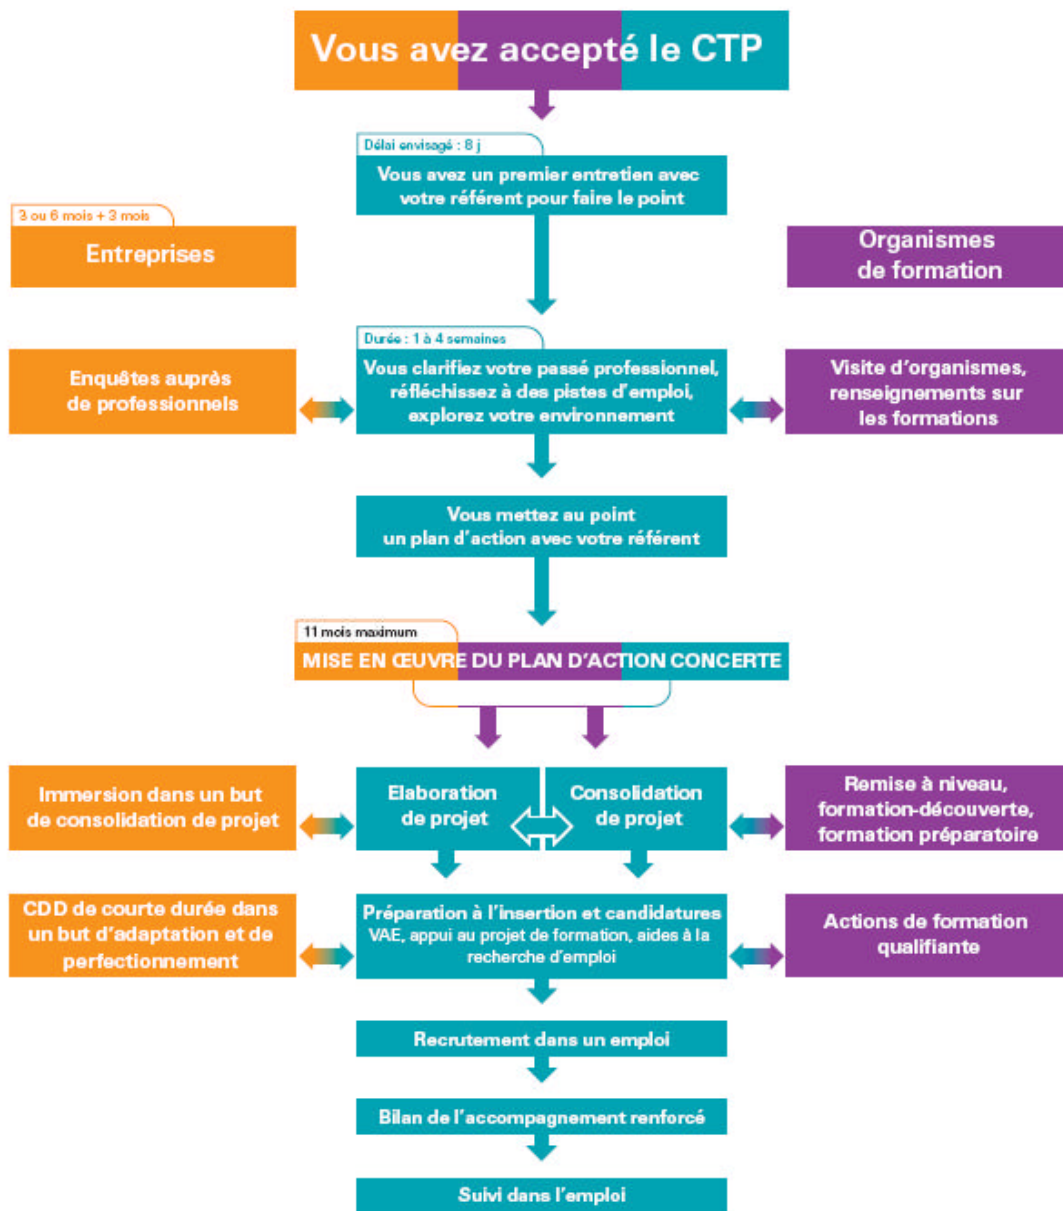 Vous avez accepté le CTP
Délai envisagé : 8 j
Vous avez un premier entretien avec
votre référent pour faire le point
3 ou 6 mois + 3 mois
Entreprises
Organismes
de formation
Durée : 1 à 4 semaines
Enquêtes auprès
de professionnels
Vous clarifiez votre passé professionnel,
réfléchissez à des pistes d'emploi,
explorez votre environnement
Visite d'organismes,
renseignements sur
les formations
Vous mettez au point
un plan d'action avec votre référent
11 mois maximum
MISE EN ŒUVRE DU PLAN D'ACTION CONCERTE
Immersion dans un but
de consolidation de projet
Elaboration
de projet
Consolidation
de projet
Remise à niveau,
formation-découverte,
formation préparatoire
CDD de courte durée dans
un but d'adaptation et de
perfectionnement
Préparation à l'insertion et candidatures
VAE, appui au projet de formation, aides à la
recherche d'emploi
Actions de formation
qualifiante
Recrutement dans un emploi
Bilan de l'accompagnement renforcé
Suivi dans l'emploi